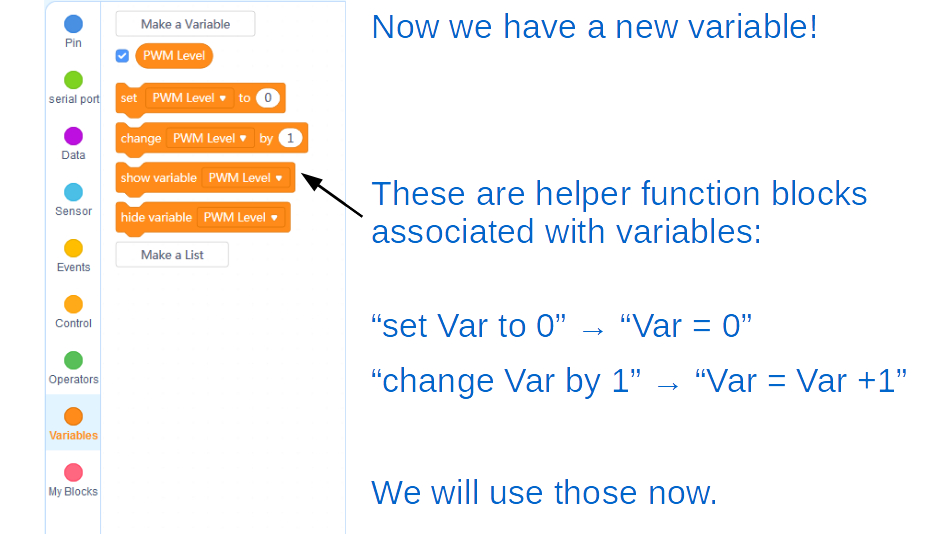 Pin
serial port
Data
Sensor
Events
Control
Operators
Variables
My Blocks
Make a Variable
PWM Level
set PWM Level ▾ to 0
change PWM Level ▾ by 1
show variable PWM Level ▾
hide variable PWM Level ▾
Make a List
Now we have a new variable!
These are helper function blocks
associated with variables:
“set Var to 0” → “Var = 0”
“change Var by 1” → “Var = Var +1”
We will use those now.